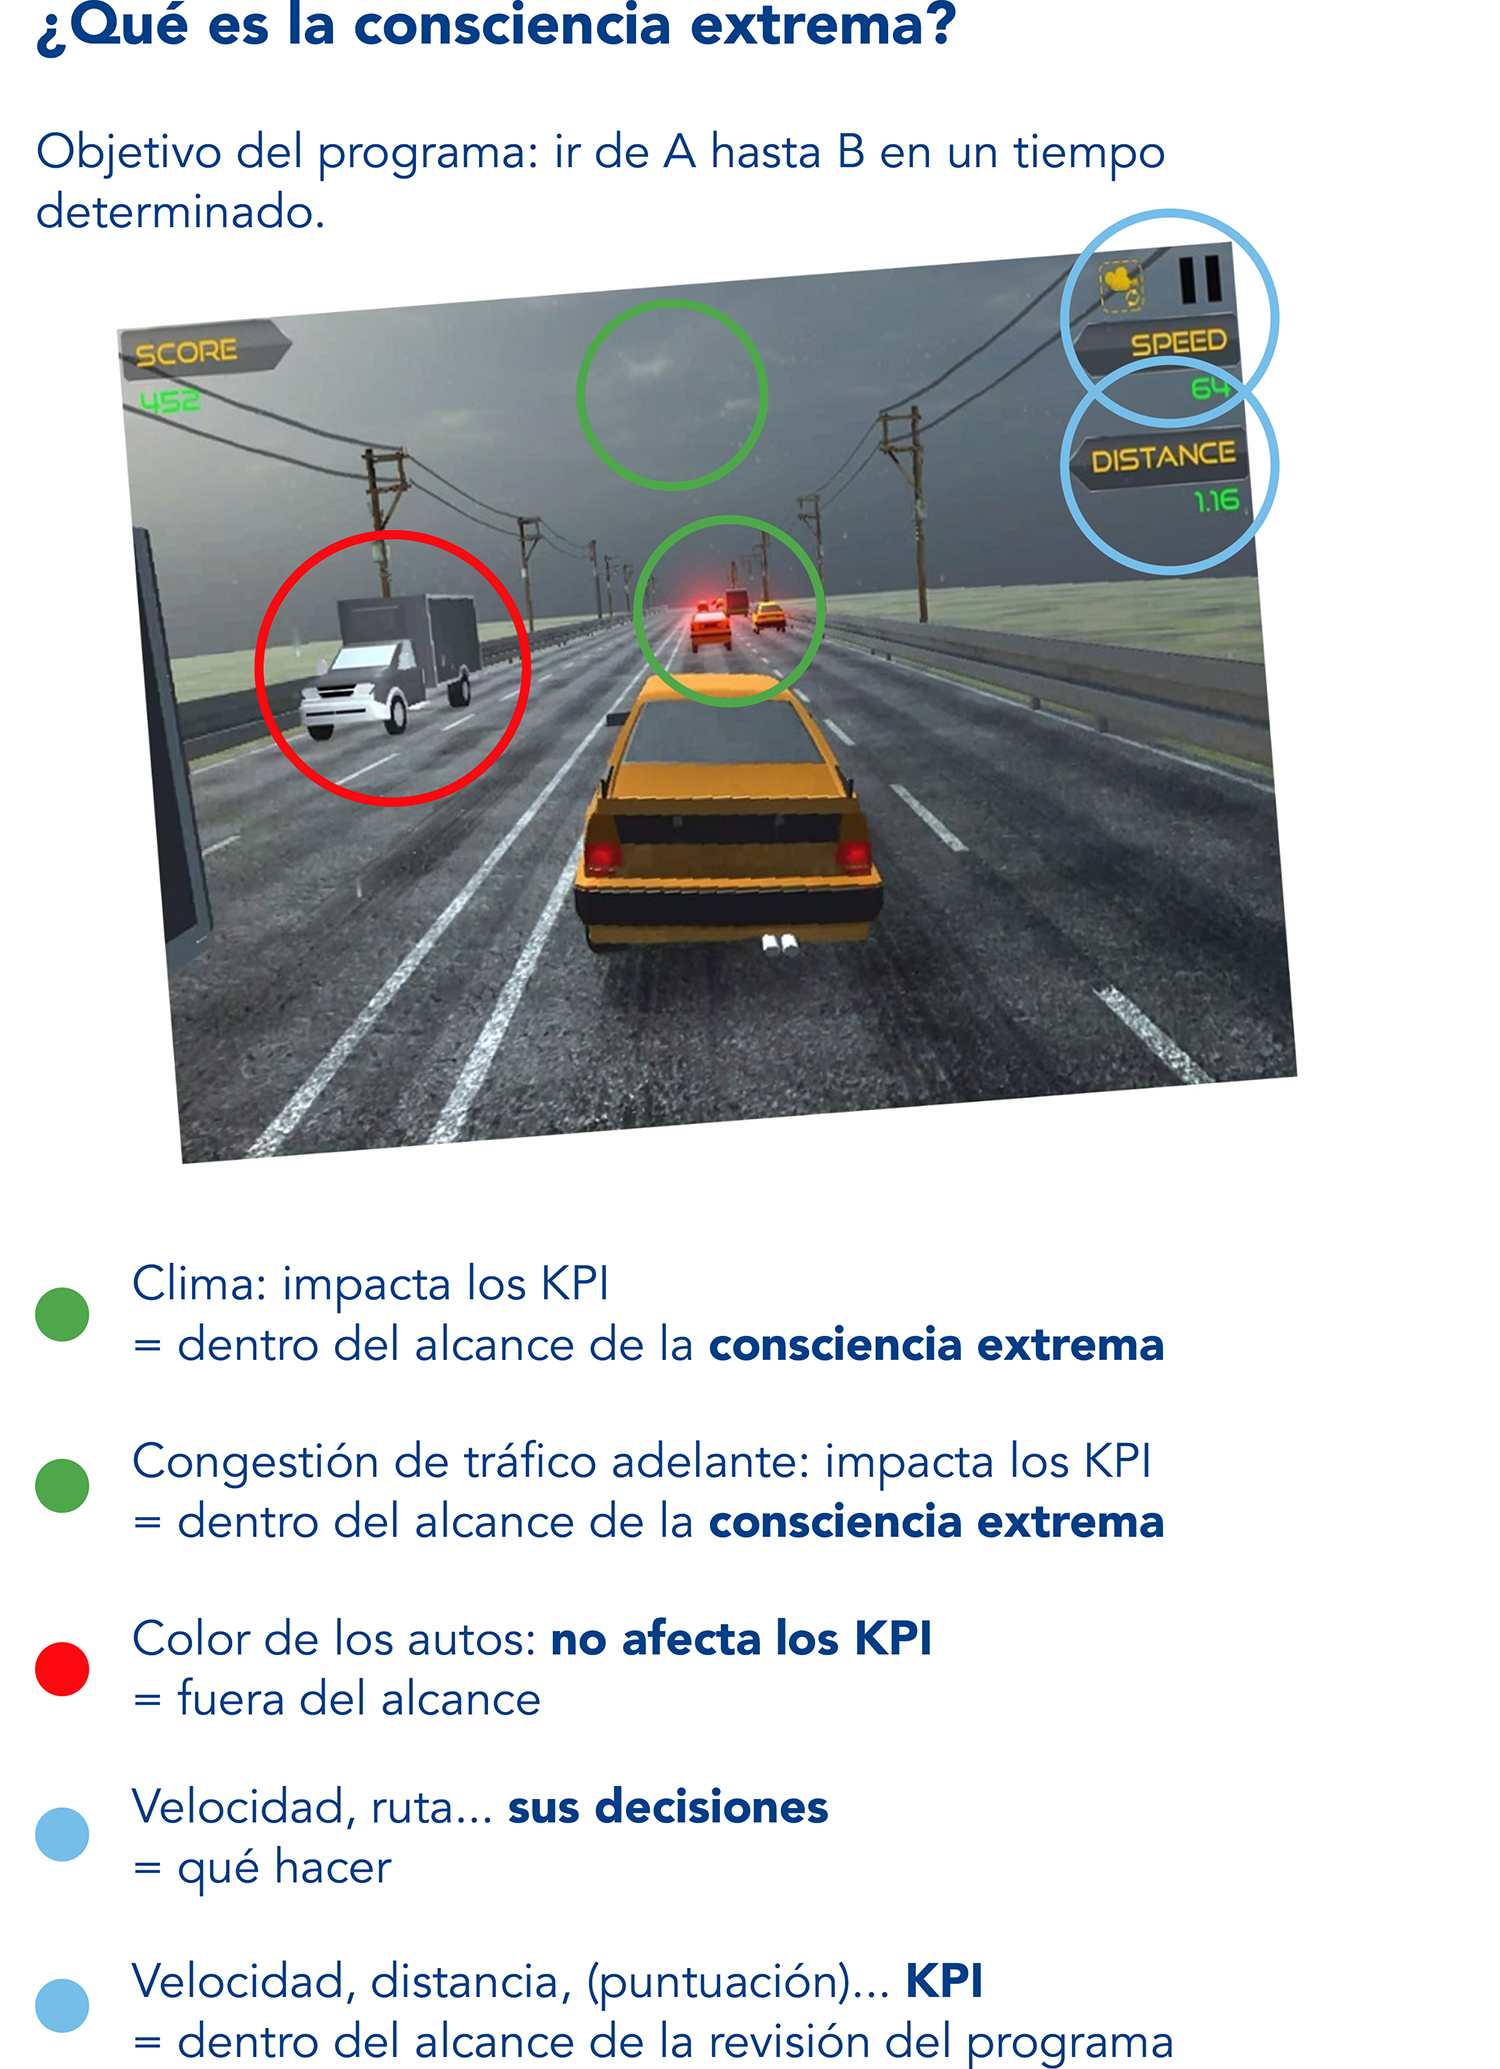 ¿Qué es la consciencia extrema?
Objetivo del programa: ir de A hasta B en un tiempo
determinado.
SCORE
452
SPEED
64
DISTANCE
1.16
Clima: impacta los KPI
= dentro del alcance de la consciencia extrema
Congestión de tráfico adelante: impacta los KPI
= dentro del alcance de la consciencia extrema
Color de los autos: no afecta los KPI
= fuera del alcance
Velocidad, ruta... sus decisiones
= qué hacer
Velocidad, distancia, (puntuación)... KPI
= dentro del alcance de la revisión del programa